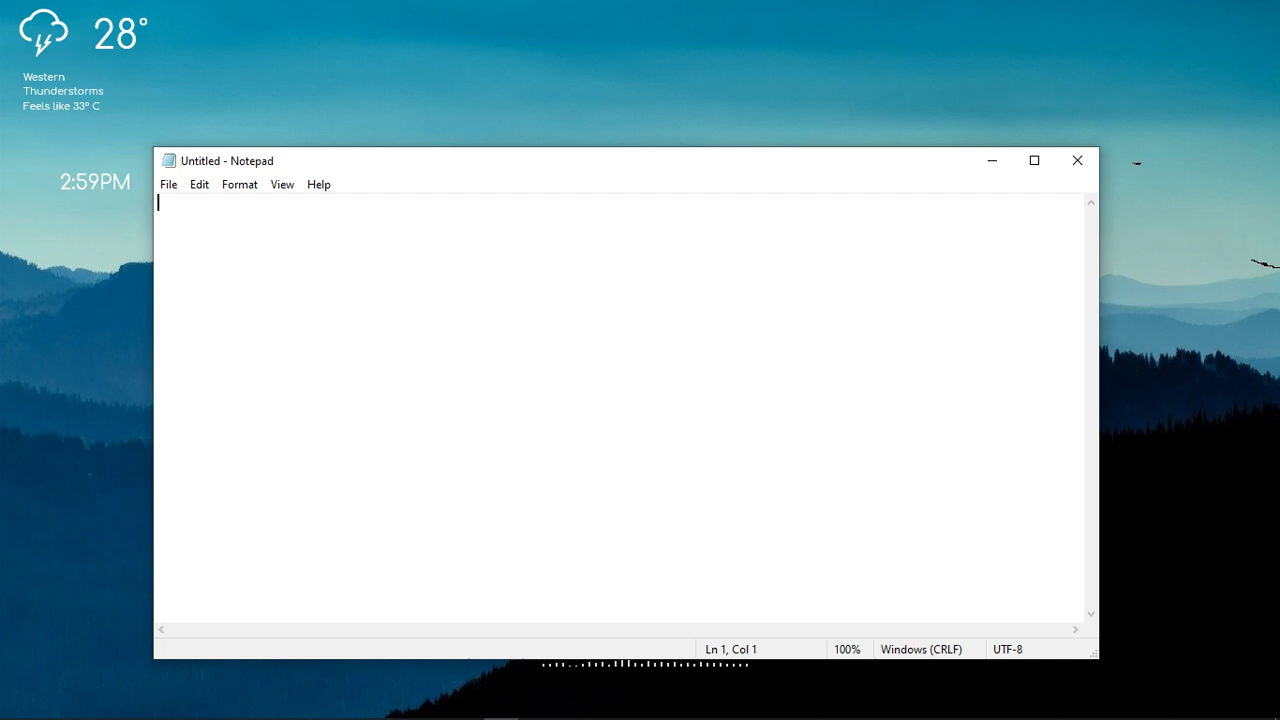 28°
Western
Thunderstorms
Feels like 33° C
2:59PM
Untitled - Notepad
File Edit Format View Help
Ln 1, Col 1 100% Windows (CRLF) UTF-8